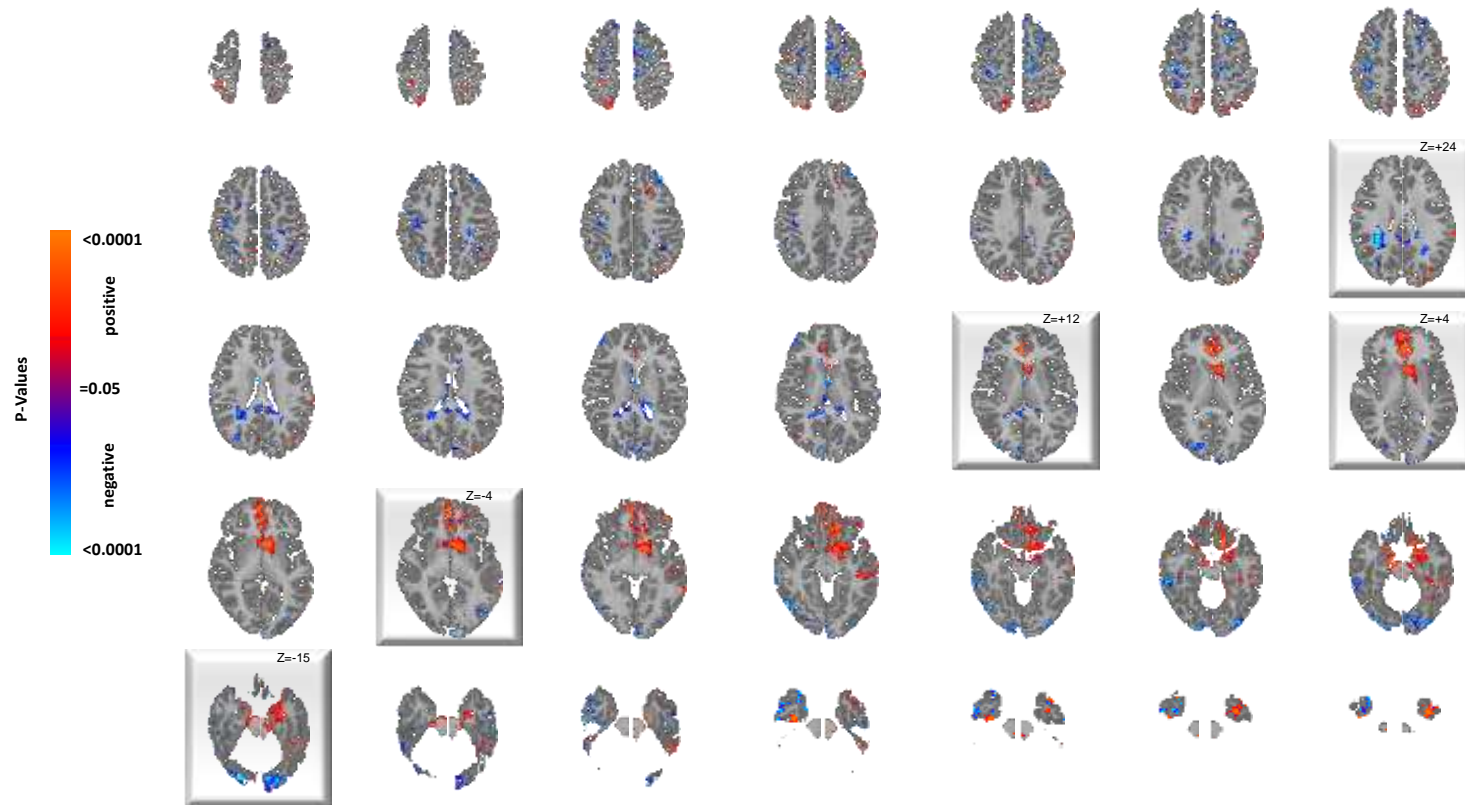 Z=+24
<0.0001
positive
P-Values
=0.05
negative
<0.0001
Z=+12
Z=+4
Z=-4
Z=-15